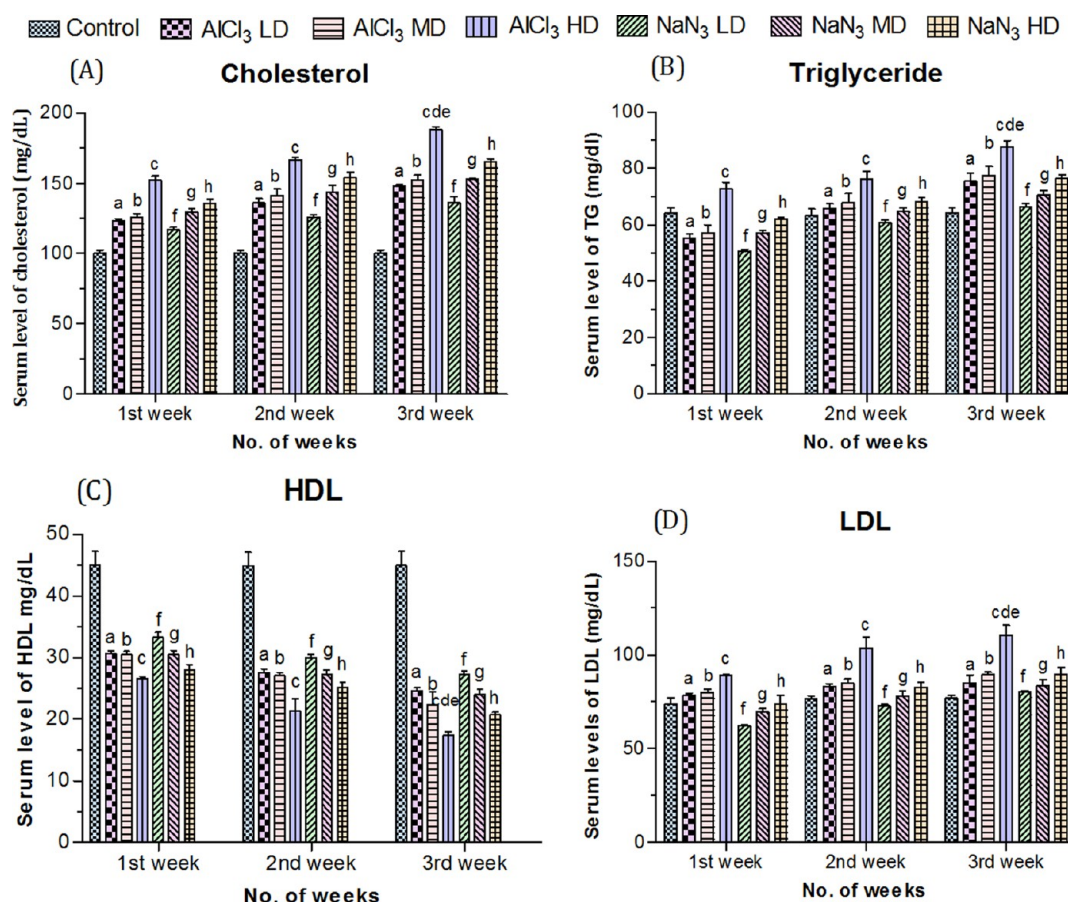 Control AlCl₃ LD AlCl₃ MD AlCl₃ HD NaN₃ LD NaN₃ MD NaN₃ HD
(A) Cholesterol
Serum level of cholesterol (mg/dL)
200
150
100
50
0
a b c f g h
a b c f g h
a b cde f g h
1st week 2nd week 3rd week
No. of weeks
(B) Triglyceride
Serum level of TG (mg/dl)
100
80
60
40
20
0
a b c f g h
a b c f g h
a b cde f g h
1st week 2nd week 3rd week
No. of weeks
(C) HDL
Serum level of HDL mg/dL
50
45
30
20
10
0
a b c f g h
a b c f g h
a b cde f g h
1st week 2nd week 3rd week
No. of weeks
(D) LDL
Serum levels of LDL (mg/dL)
150
100
50
0
a b c f g h
a b c f g h
a b cde f g h
1st week 2nd week 3rd week
No. of weeks